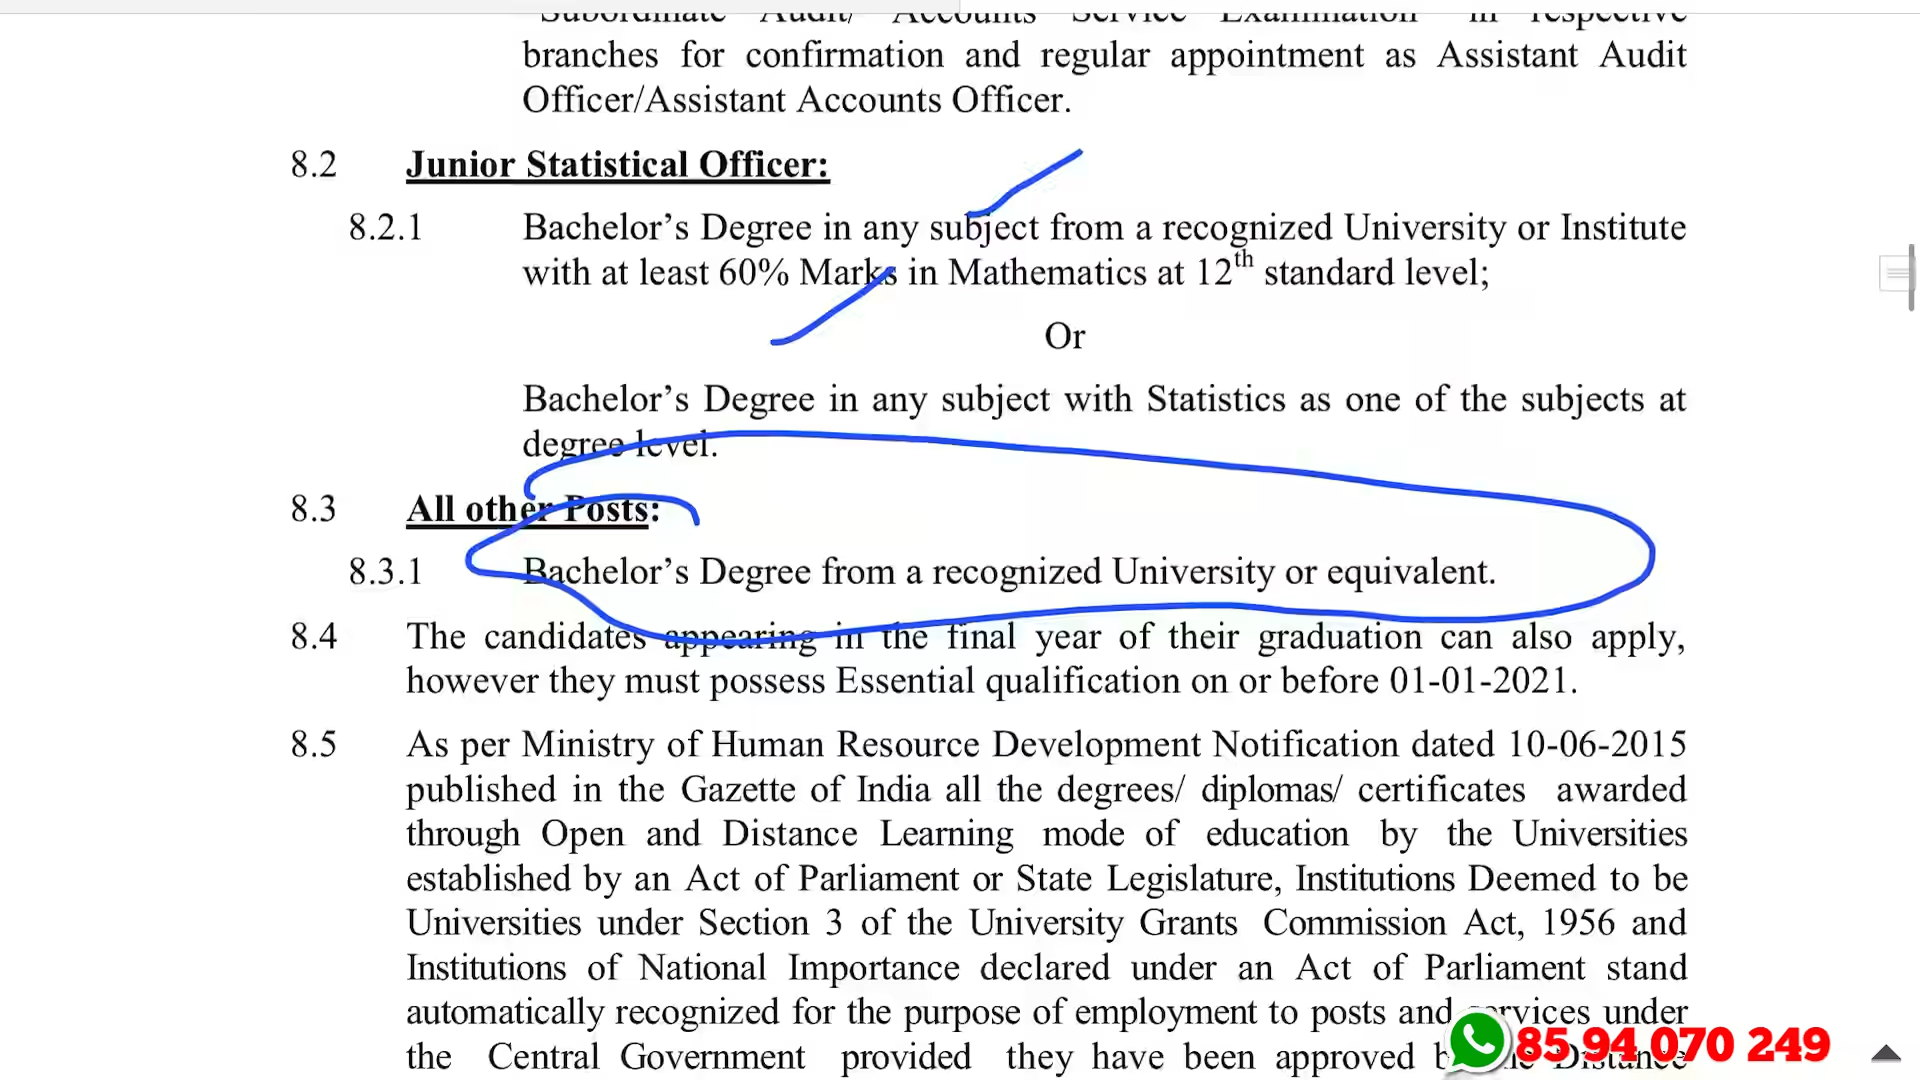 Subordinate Audit/ Accounts Service Examination in respective
branches for confirmation and regular appointment as Assistant Audit
Officer/Assistant Accounts Officer.
8.2 Junior Statistical Officer:
8.2.1 Bachelor’s Degree in any subject from a recognized University or Institute
with at least 60% Marks in Mathematics at 12th standard level;
Or
Bachelor’s Degree in any subject with Statistics as one of the subjects at
degree level.
8.3 All other Posts:
8.3.1 Bachelor’s Degree from a recognized University or equivalent.
8.4 The candidates appearing in the final year of their graduation can also apply,
however they must possess Essential qualification on or before 01-01-2021.
8.5 As per Ministry of Human Resource Development Notification dated 10-06-2015
published in the Gazette of India all the degrees/ diplomas/ certificates awarded
through Open and Distance Learning mode of education by the Universities
established by an Act of Parliament or State Legislature, Institutions Deemed to be
Universities under Section 3 of the University Grants Commission Act, 1956 and
Institutions of National Importance declared under an Act of Parliament stand
automatically recognized for the purpose of employment to posts and services under
the Central Government provided they have been approved Distance
85 94 070 249